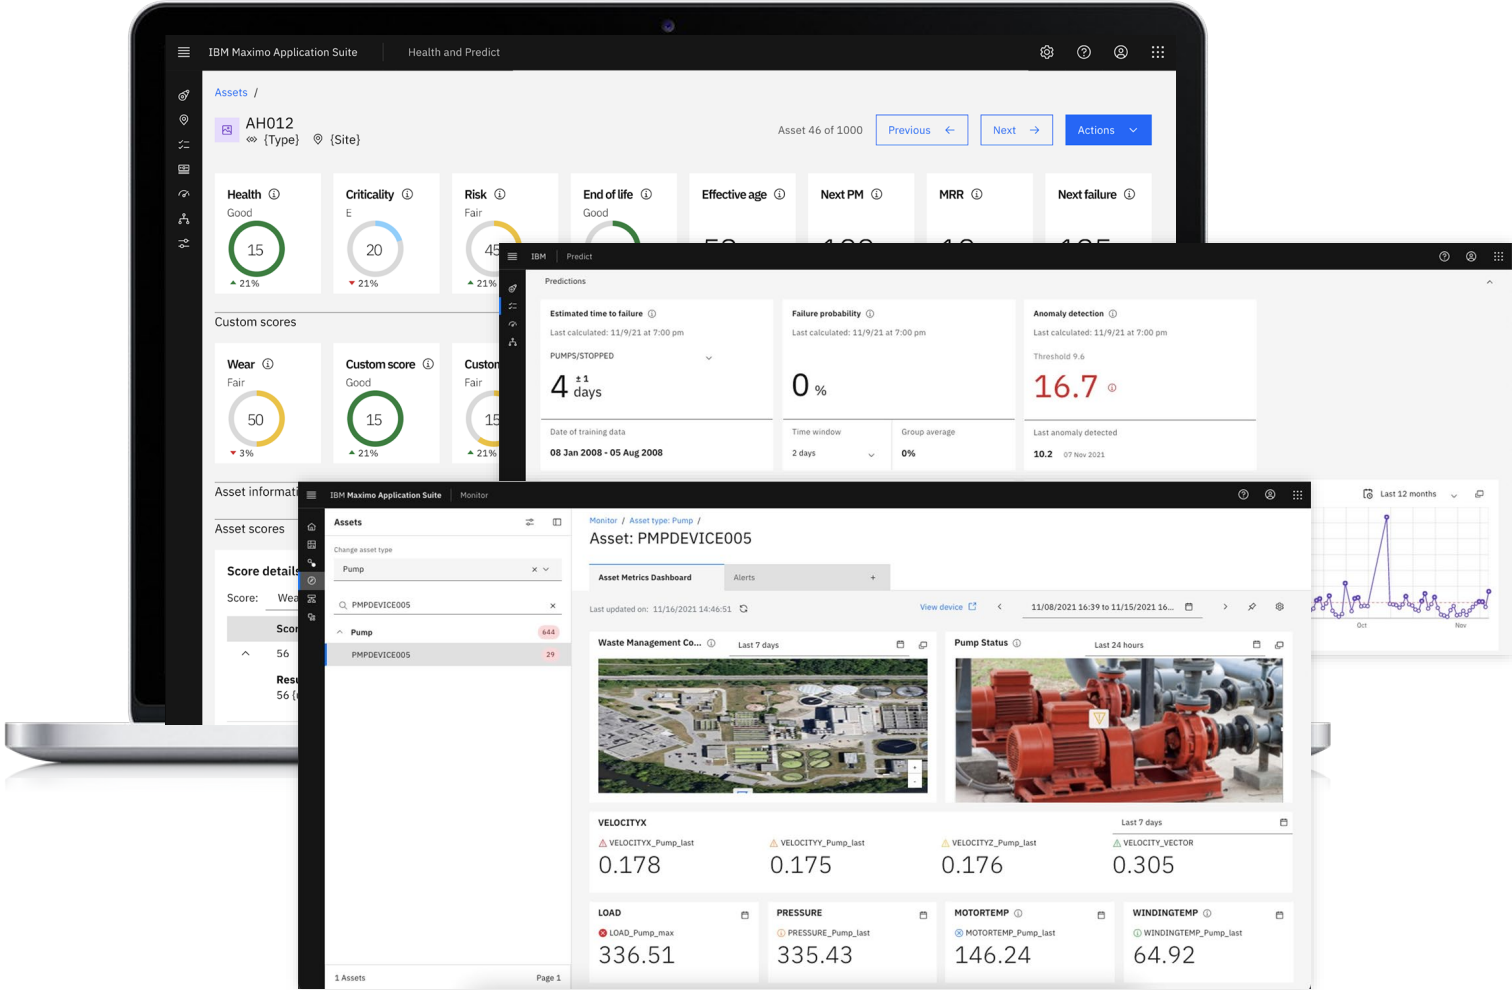 IBM Maximo Application Suite
Health and Predict
Assets /
AH012
{Type} {Site}
Asset 46 of 1000
Previous
Next
Actions
Health
Good
15
21%
Criticality
E
20
21%
Risk
Fair
45
21%
End of life
Good
Effective age
Next PM
MRR
Next failure
Custom scores
Wear
Fair
50
3%
Custom score
Good
15
21%
Fair
15
21%
Asset scores
Score:
56
IBM
Predict
Predictions
Estimated time to failure
Last calculated: 11/9/21 at 7:00 pm
PUMPS/STOPPED
4 ±1 days
Date of training data
08 Jan 2008 - 05 Aug 2008
Failure probability
Last calculated: 11/9/21 at 7:00 pm
0 %
Time window
2 days
Group average
0%
Anomaly detection
Last calculated: 11/9/21 at 7:00 pm
Threshold 9.6
16.7
Last anomaly detected
10.2 07 Nov 2021
Last 12 months
Oct
Nov
IBM Maximo Application Suite
Monitor
Assets
Change asset type
Pump
PMPDEVICE005
Pump 644
PMPDEVICE005 29
1 Assets
Page 1
Monitor / Asset type: Pump /
Asset: PMPDEVICE005
Asset Metrics Dashboard
Alerts
+
Last updated on: 11/16/2021 14:46:51
View device
11/08/2021 16:39 to 11/15/2021 16...
Waste Management Co...
Last 7 days
Pump Status
Last 24 hours
VELOCITYX
Last 7 days
VELOCITYX_Pump_last
0.178
VELOCITYY_Pump_last
0.175
VELOCITYZ_Pump_last
0.176
VELOCITY_VECTOR
0.305
LOAD
LOAD_Pump_max
336.51
PRESSURE
PRESSURE_Pump_last
335.43
MOTORTEMP
MOTORTEMP_Pump_last
146.24
WINDINGTEMP
WINDINGTEMP_Pump_last
64.92